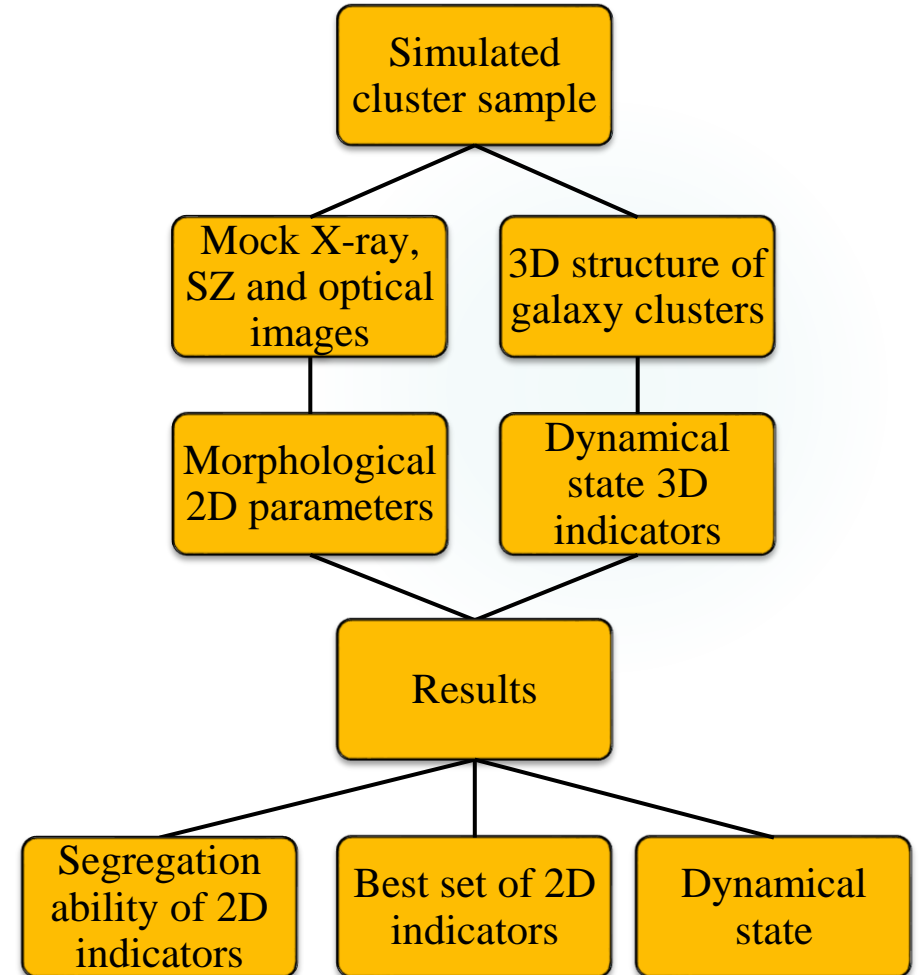 Simulated
cluster sample
Mock X-ray,
SZ and optical
images
3D structure of
galaxy clusters
Morphological
2D parameters
Dynamical
state 3D
indicators
Results
Segregation
ability of 2D
indicators
Best set of 2D
indicators
Dynamical
state